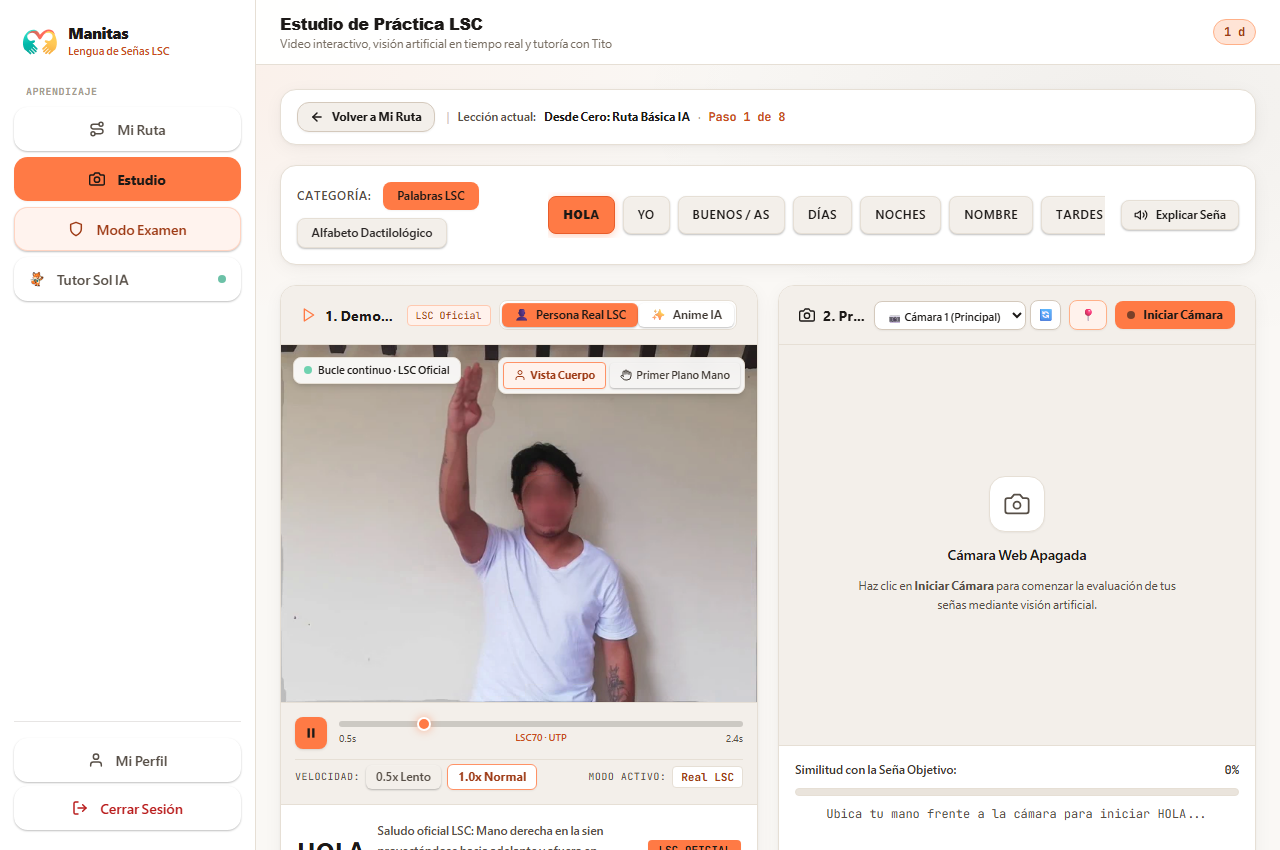 Manitas
Lengua de Señas LSC
APRENDIZAJE
Mi Ruta
Estudio
Modo Examen
Tutor Sol IA
Mi Perfil
Cerrar Sesión
Estudio de Práctica LSC
Video interactivo, visión artificial en tiempo real y tutoría con Tito
1 d
Volver a Mi Ruta | Lección actual: Desde Cero: Ruta Básica IA · Paso 1 de 8
CATEGORÍA: Palabras LSC
Alfabeto Dactilológico
HOLA YO BUENOS / AS DÍAS NOCHES NOMBRE TARDES
Explicar Seña
1. Demo... LSC Oficial Persona Real LSC Anime IA
Bucle continuo · LSC Oficial
Vista Cuerpo Primer Plano Mano
0.5s LSC70 · UTP 2.4s
VELOCIDAD: 0.5x Lento 1.0x Normal MODO ACTIVO: Real LSC
HOLA
Saludo oficial LSC: Mano derecha en la sien
proyectándose hacia adelante y afuera en
LSC OFICIAL
2. Pr... Cámara 1 (Principal) Iniciar Cámara
Cámara Web Apagada
Haz clic en Iniciar Cámara para comenzar la evaluación de tus
señas mediante visión artificial.
Similitud con la Seña Objetivo: 0%
Ubica tu mano frente a la cámara para iniciar HOLA...